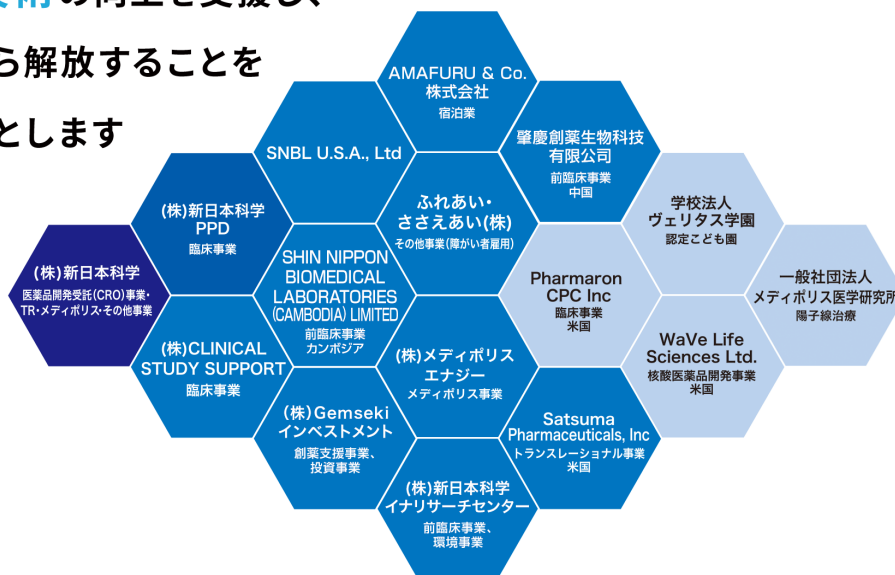 の向上を支援し、
解放することを
とします
AMAFURU & Co.
株式会社
宿泊業
SNBL U.S.A., Ltd
肇慶創薬生物科技
有限公司
前臨床事業
中国
(株)新日本科学
PPD
臨床事業
ふれあい・
ささえあい(株)
その他事業(障がい者雇用)
学校法人
ヴェリタス学園
認定こども園
(株)新日本科学
医薬品開発受託(CRO)事業・
TR・メディポリス・その他事業
SHIN NIPPON
BIOMEDICAL
LABORATORIES
(CAMBODIA) LIMITED
前臨床事業
カンボジア
Pharmaron
CPC Inc
臨床事業
米国
一般社団法人
メディポリス医学研究所
陽子線治療
(株)CLINICAL
STUDY SUPPORT
臨床事業
(株)メディポリス
エナジー
メディポリス事業
WaVe Life
Sciences Ltd.
核酸医薬品開発事業
米国
(株)Gemseki
インベストメント
創薬支援事業、
投資事業
Satsuma
Pharmaceuticals, Inc
トランスレーショナル事業
米国
(株)新日本科学
イナリサーチセンター
前臨床事業、
環境事業